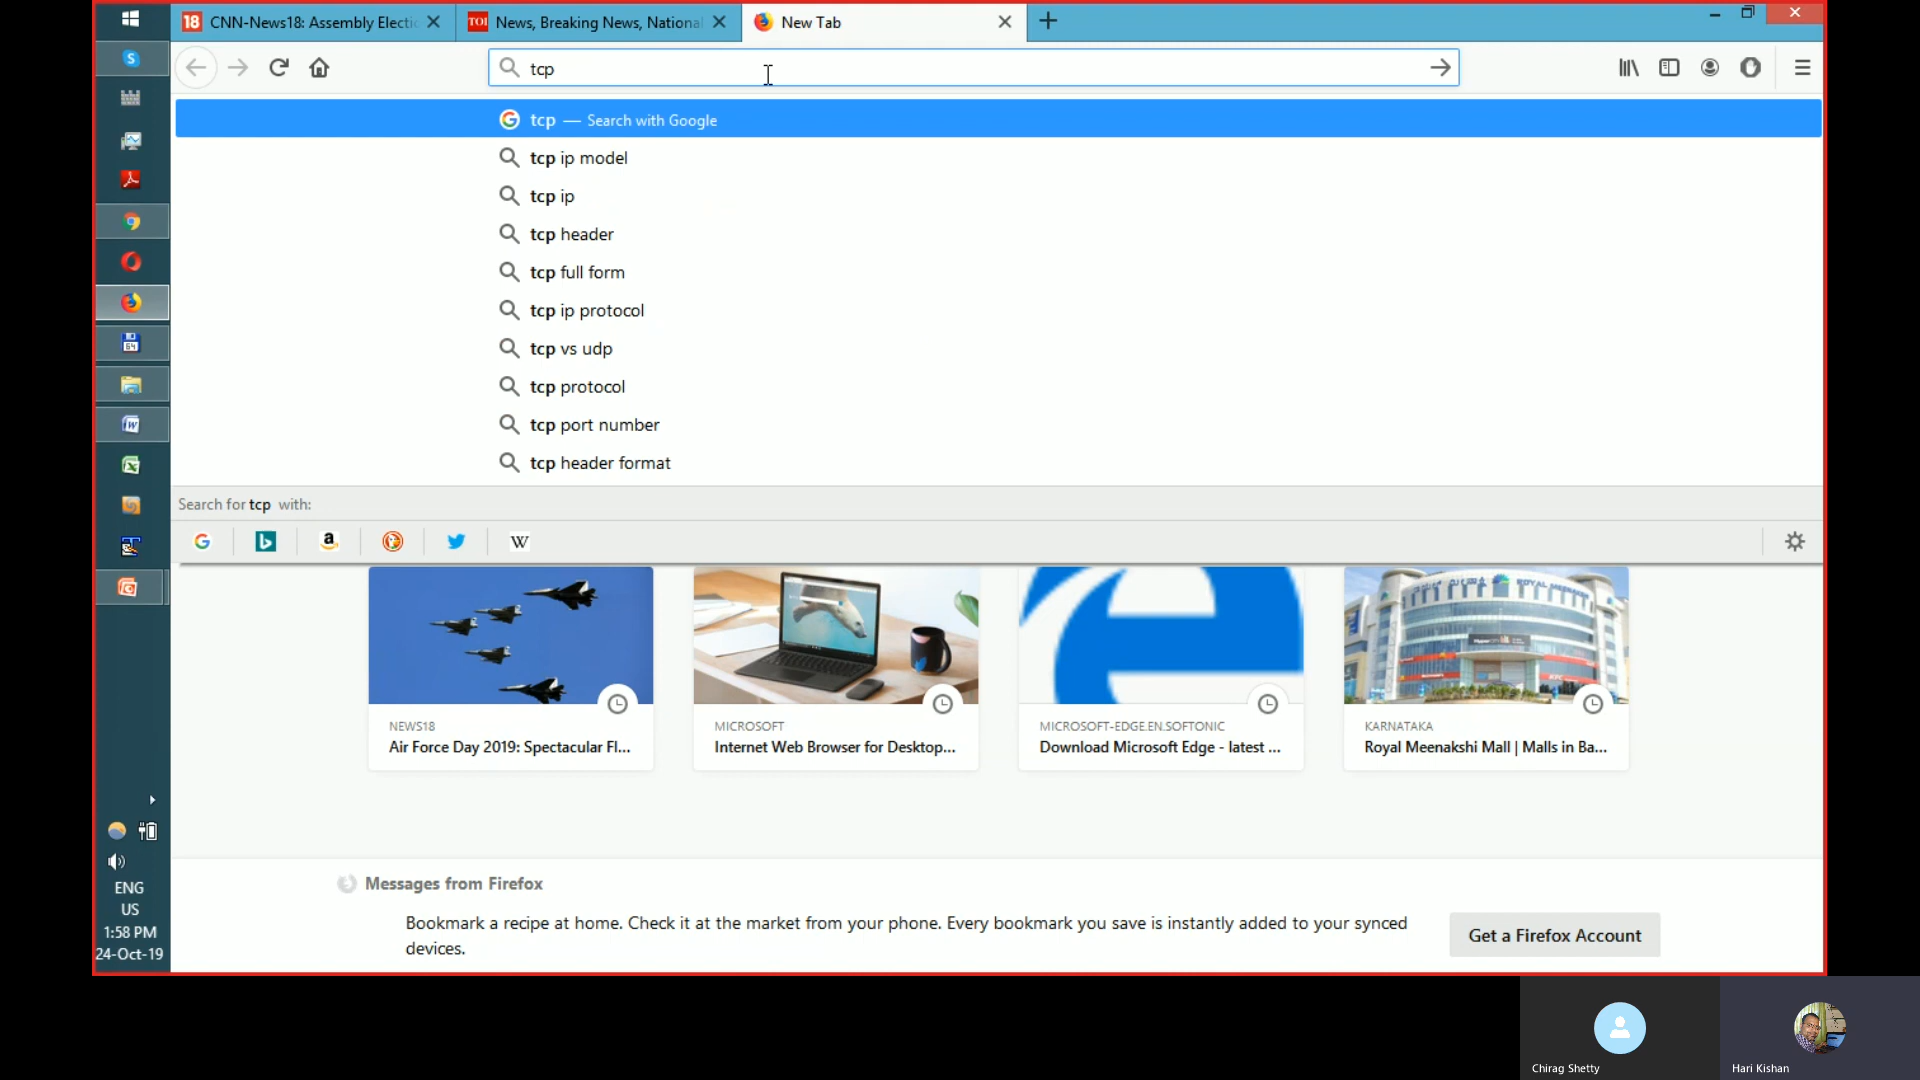 CNN-News18: Assembly Electi
News, Breaking News, National
New Tab
tcp
tcp — Search with Google
tcp ip model
tcp ip
tcp header
tcp full form
tcp ip protocol
tcp vs udp
tcp protocol
tcp port number
tcp header format
Search for tcp with:
NEWS18
Air Force Day 2019: Spectacular Fl...
MICROSOFT
Internet Web Browser for Desktop...
MICROSOFT-EDGE.EN.SOFTONIC
Download Microsoft Edge - latest ...
KARNATAKA
Royal Meenakshi Mall | Malls in Ba...
Messages from Firefox
Bookmark a recipe at home. Check it at the market from your phone. Every bookmark you save is instantly added to your synced
devices.
Get a Firefox Account
ENG
US
1:58 PM
24-Oct-19
Chirag Shetty
Hari Kishan